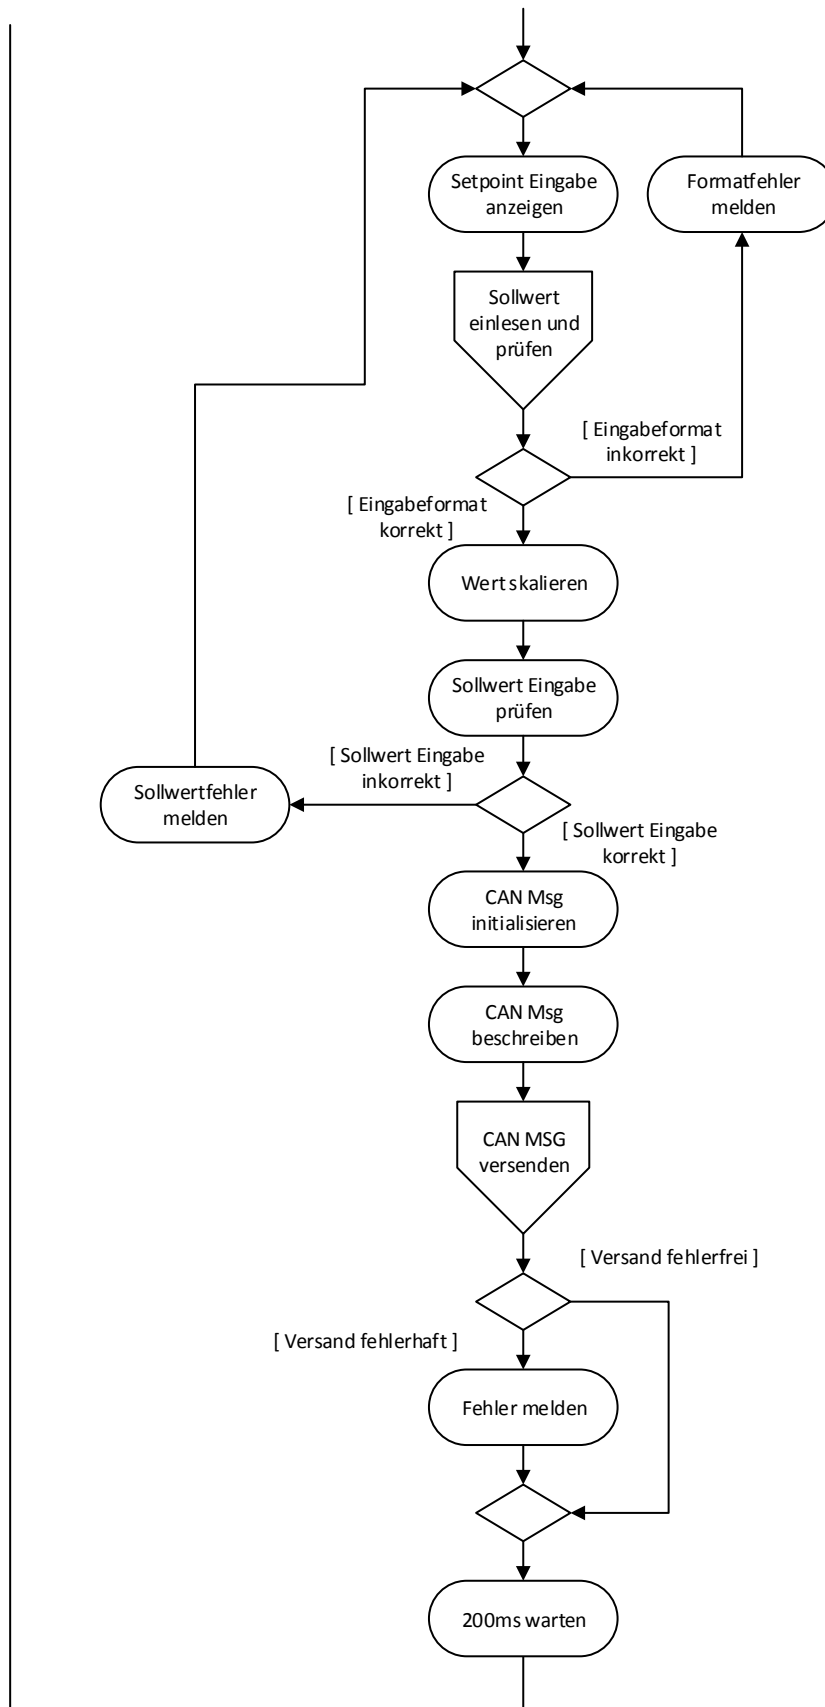 Setpoint Eingabe
anzeigen
Formatfehler
melden
Sollwert
einlesen und
prüfen
[ Eingabeformat
inkorrekt ]
[ Eingabeformat
korrekt ]
Wert skalieren
Sollwert Eingabe
prüfen
[ Sollwert Eingabe
inkorrekt ]
Sollwertfehler
melden
[ Sollwert Eingabe
korrekt ]
CAN Msg
initialisieren
CAN Msg
beschreiben
CAN MSG
versenden
[ Versand fehlerfrei ]
[ Versand fehlerhaft ]
Fehler melden
200ms warten